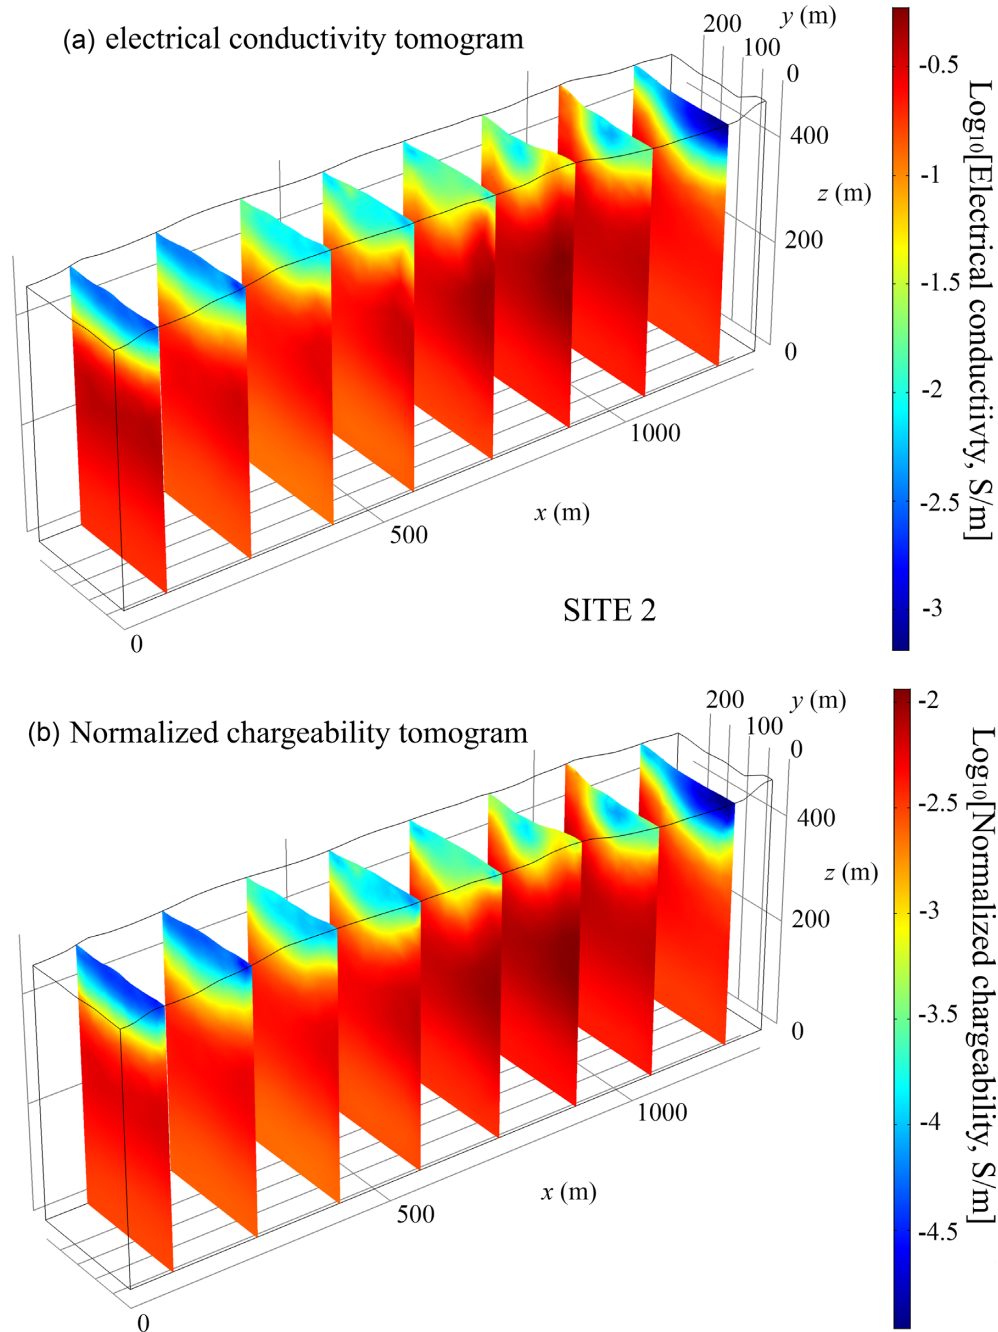 (a) electrical conductivity tomogram
y (m)
200
100
0
400
z (m)
200
0
1000
x (m)
500
0
SITE 2
-0.5
-1
-1.5
-2
-2.5
-3
Log10[Electrical conductiivty, S/m]
(b) Normalized chargeability tomogram
y (m)
200
100
0
400
z (m)
200
0
1000
x (m)
500
0
-2
-2.5
-3
-3.5
-4
-4.5
Log10[Normalized chargeability, S/m]